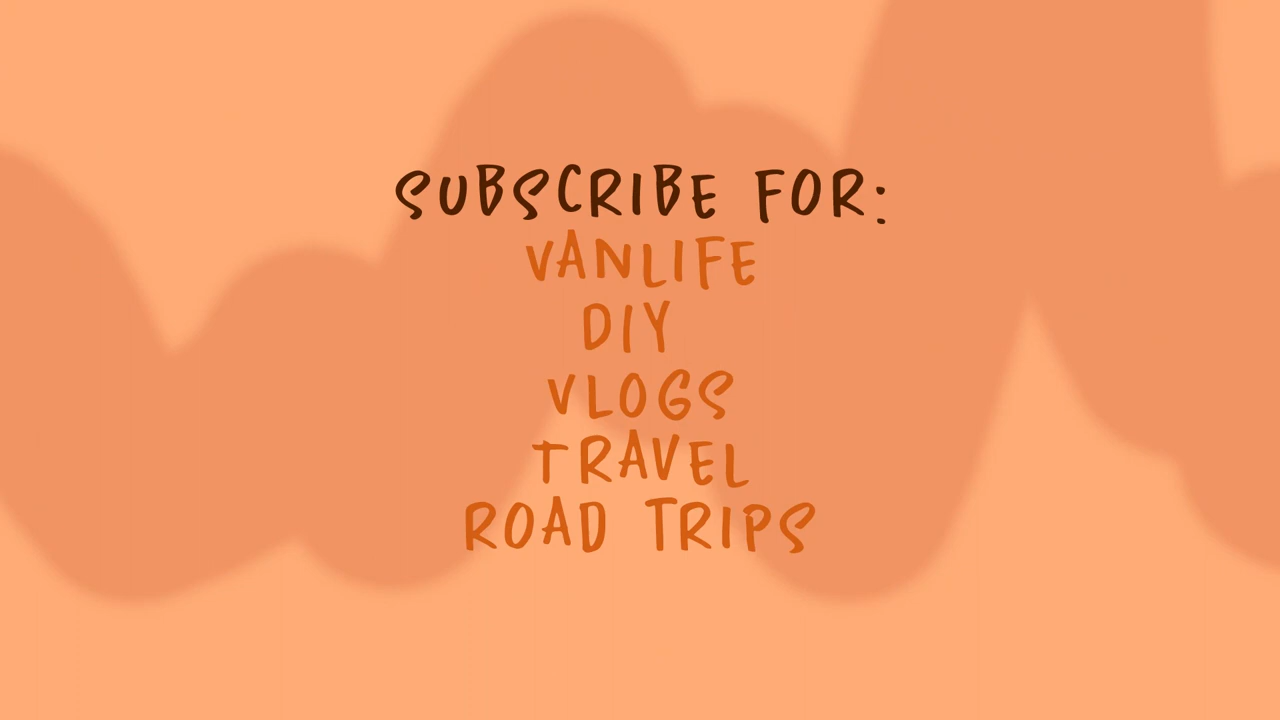 SUBSCRIBE FOR:
VANLIFE
DIY
VLOGS
TRAVEL
ROAD TRIPS